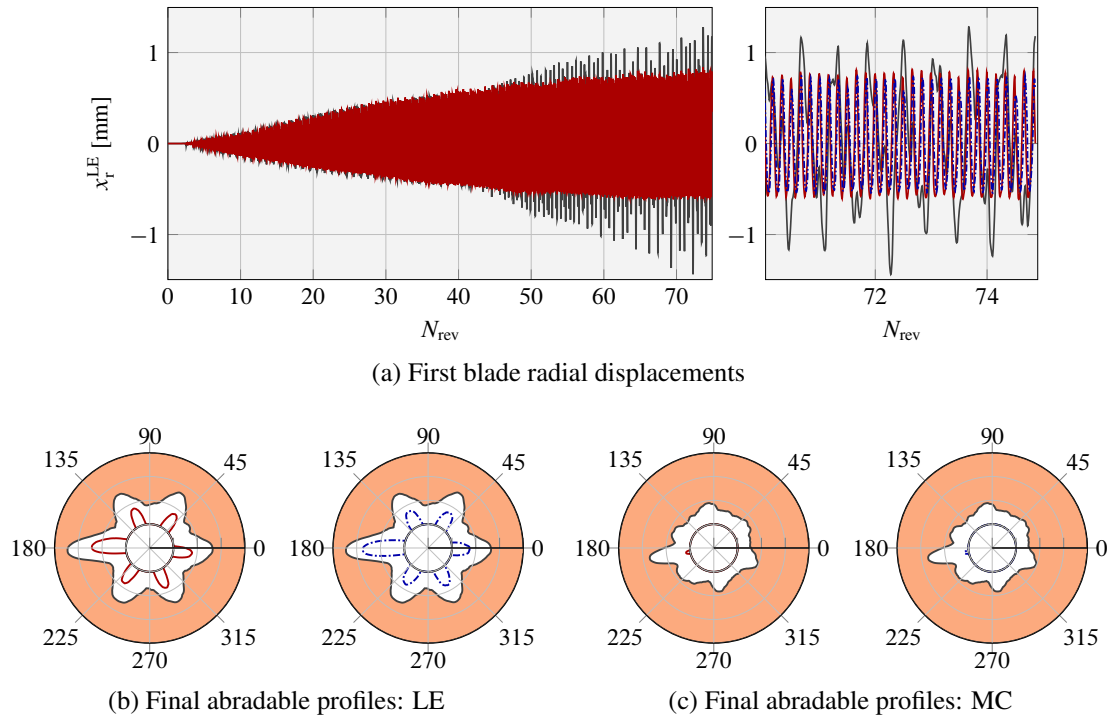 1
0
−1
x_r^LE [mm]
0 10 20 30 40 50 60 70
N_rev
1
0
−1
72 74
N_rev
(a) First blade radial displacements
90 90 90 90
135 45 135 45 135 45 135 45
180 0 180 0 180 0 180 0
225 315 225 315 225 315 225 315
270 270 270 270
(b) Final abradable profiles: LE
(c) Final abradable profiles: MC